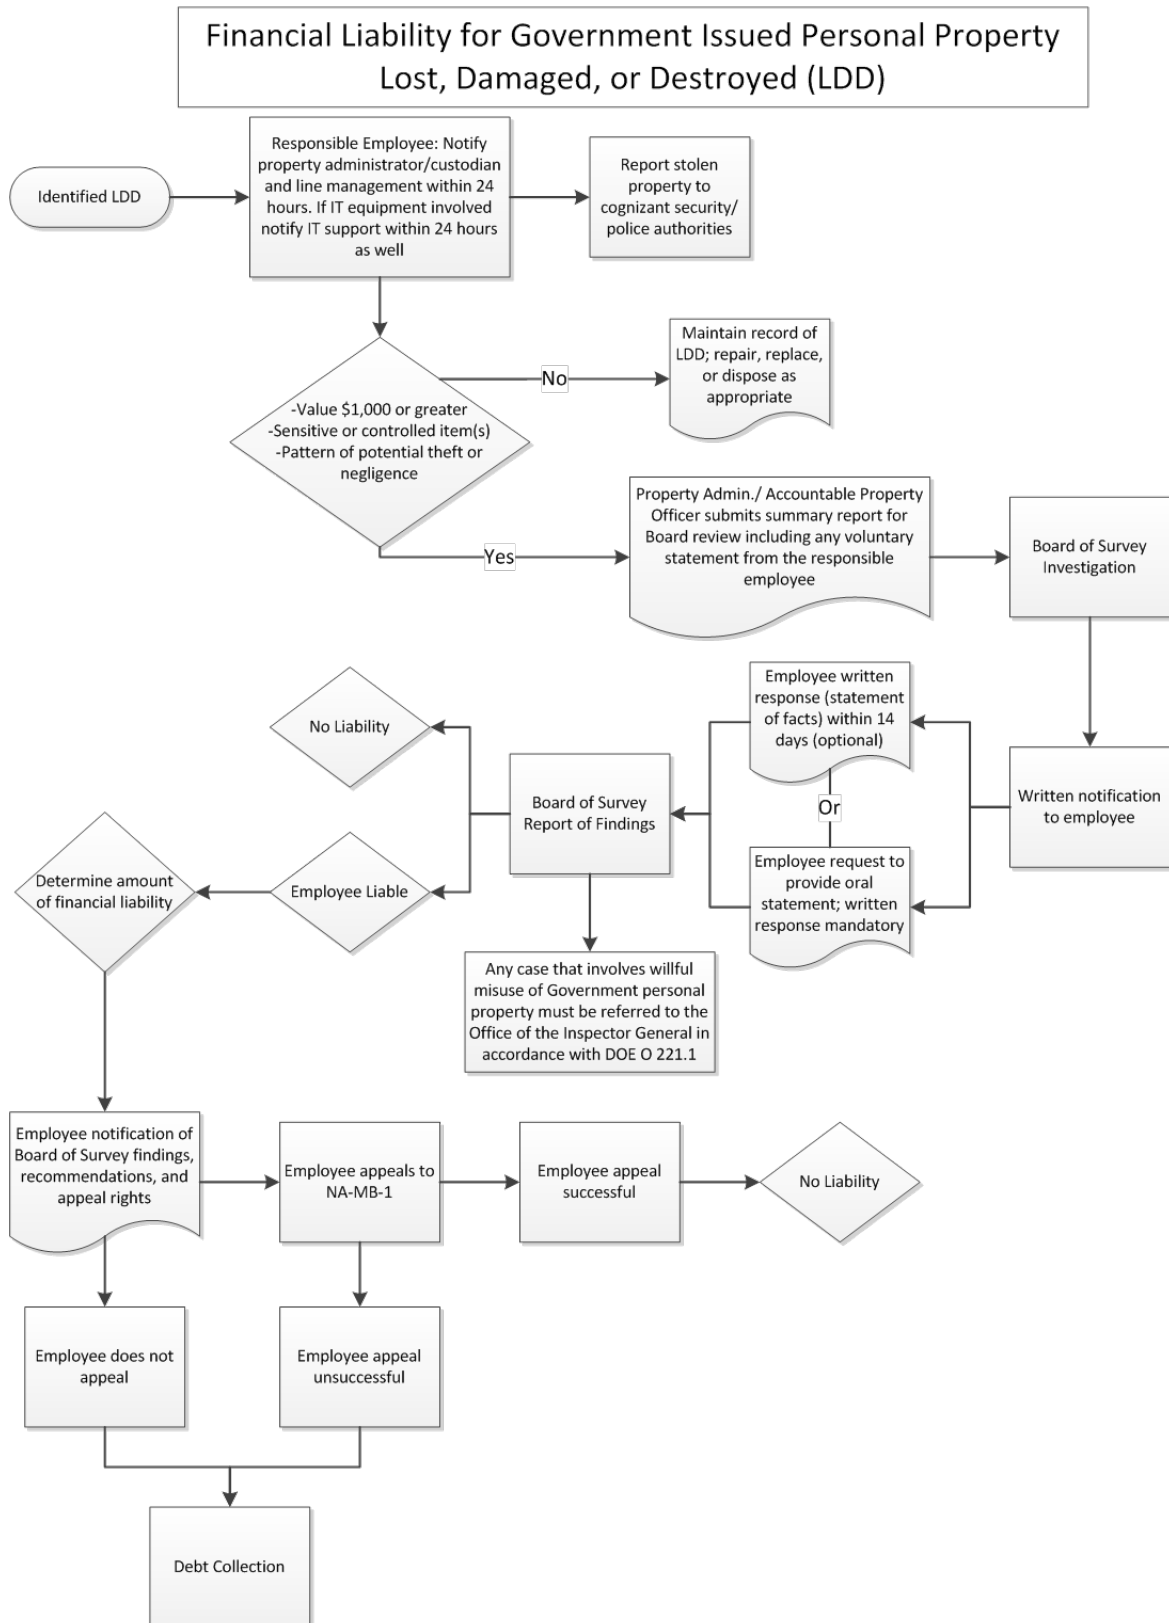 Financial Liability for Government Issued Personal Property
Lost, Damaged, or Destroyed (LDD)
Identified LDD
Responsible Employee: Notify
property administrator/custodian
and line management within 24
hours. If IT equipment involved
notify IT support within 24 hours
as well
Report stolen
property to
cognizant security/
police authorities
-Value $1,000 or greater
-Sensitive or controlled item(s)
-Pattern of potential theft or
negligence
No
Maintain record of
LDD; repair, replace,
or dispose as
appropriate
Yes
Property Admin./ Accountable Property
Officer submits summary report for
Board review including any voluntary
statement from the responsible
employee
Board of Survey
Investigation
Written notification
to employee
Employee written
response (statement
of facts) within 14
days (optional)
Or
Employee request to
provide oral
statement; written
response mandatory
Board of Survey
Report of Findings
No Liability
Employee Liable
Determine amount
of financial liability
Any case that involves willful
misuse of Government personal
property must be referred to the
Office of the Inspector General in
accordance with DOE O 221.1
Employee notification of
Board of Survey findings,
recommendations, and
appeal rights
Employee appeals to
NA-MB-1
Employee appeal
successful
No Liability
Employee does not
appeal
Employee appeal
unsuccessful
Debt Collection